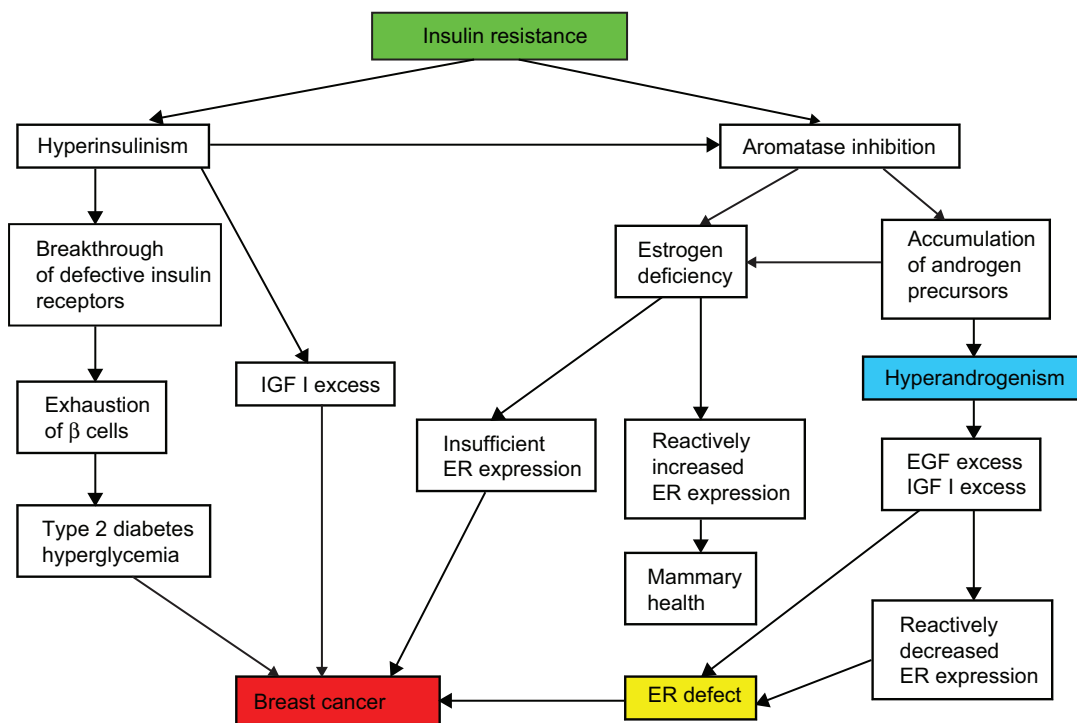 Insulin resistance
Hyperinsulinism
Aromatase inhibition
Breakthrough
of defective insulin
receptors
Estrogen
deficiency
Accumulation
of androgen
precursors
IGF I excess
Hyperandrogenism
Exhaustion
of β cells
Insufficient
ER expression
Reactively
increased
ER expression
EGF excess
IGF I excess
Type 2 diabetes
hyperglycemia
Mammary
health
Reactively
decreased
ER expression
Breast cancer
ER defect